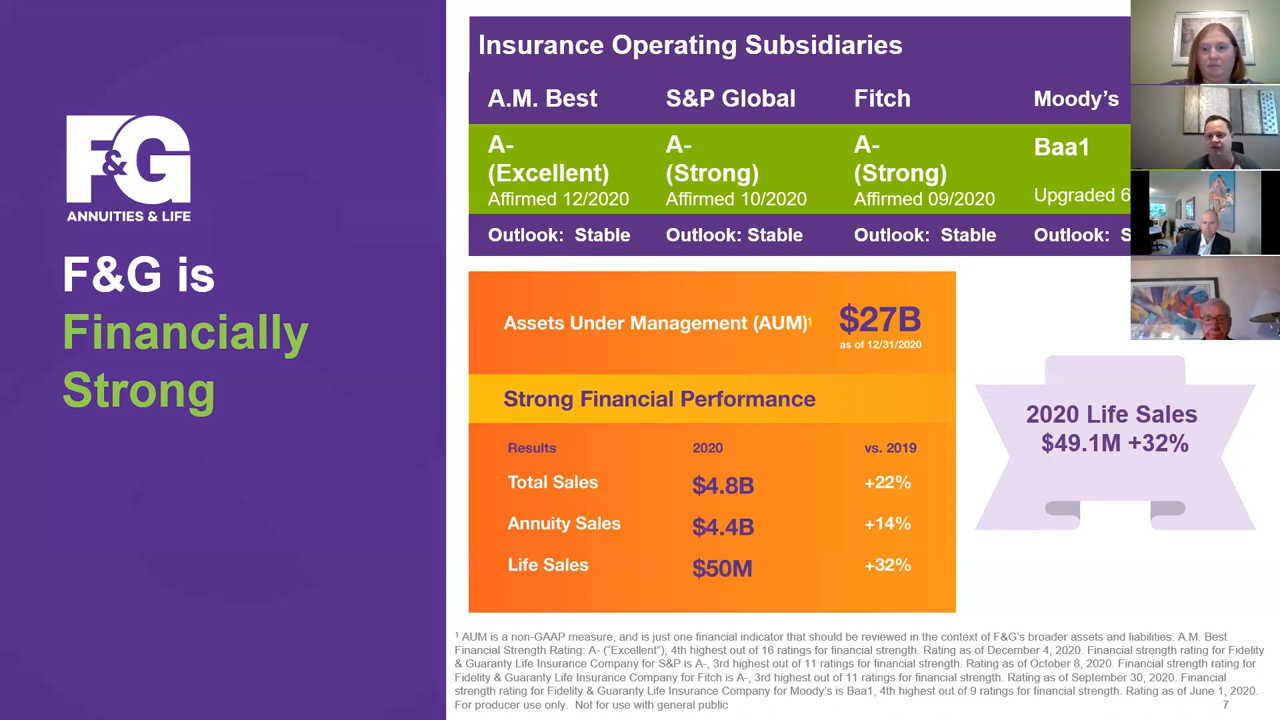 F&G
ANNUITIES & LIFE
F&G is
Financially
Strong
Insurance Operating Subsidiaries
A.M. Best S&P Global Fitch Moody's
A- A- A- Baa1
(Excellent) (Strong) (Strong)
Affirmed 12/2020 Affirmed 10/2020 Affirmed 09/2020 Upgraded 6
Outlook: Stable Outlook: Stable Outlook: Stable Outlook: S
Assets Under Management (AUM)¹ $27B
as of 12/31/2020
Strong Financial Performance
Results 2020 vs. 2019
Total Sales $4.8B +22%
Annuity Sales $4.4B +14%
Life Sales $50M +32%
2020 Life Sales
$49.1M +32%
¹ AUM is a non-GAAP measure, and is just one financial indicator that should be reviewed in the context of F&G's broader assets and liabilities. A.M. Best
Financial Strength Rating: A- (“Excellent”), 4th highest out of 16 ratings for financial strength. Rating as of December 4, 2020. Financial strength rating for Fidelity
& Guaranty Life Insurance Company for S&P is A-, 3rd highest out of 11 ratings for financial strength. Rating as of October 8, 2020. Financial strength rating for
Fidelity & Guaranty Life Insurance Company for Fitch is A-, 3rd highest out of 11 ratings for financial strength. Rating as of September 30, 2020. Financial
strength rating for Fidelity & Guaranty Life Insurance Company for Moody's is Baa1, 4th highest out of 9 ratings for financial strength. Rating as of June 1, 2020.
For producer use only. Not for use with general public 7